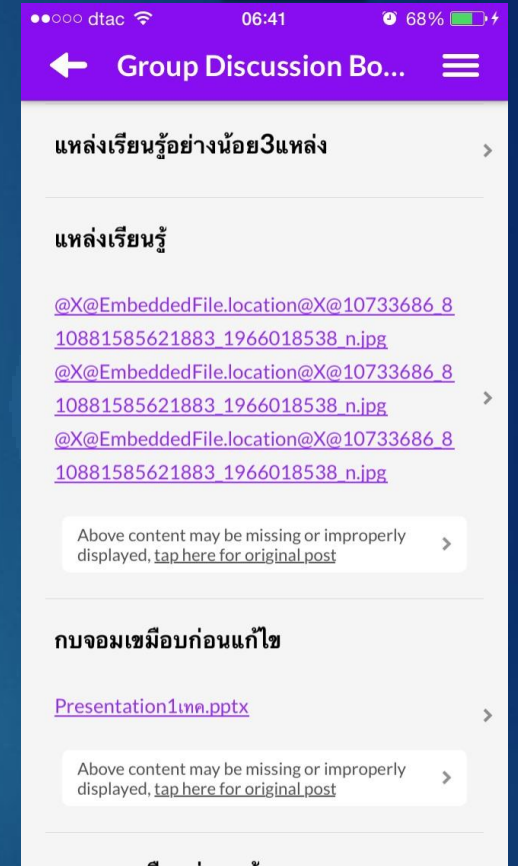 dtac 06:41 68%
Group Discussion Bo...
แหล่งเรียนรู้อย่างน้อย3แหล่ง
แหล่งเรียนรู้
@X@EmbeddedFile.location@X@10733686_8
10881585621883_1966018538_n.jpg
@X@EmbeddedFile.location@X@10733686_8
10881585621883_1966018538_n.jpg
@X@EmbeddedFile.location@X@10733686_8
10881585621883_1966018538_n.jpg
Above content may be missing or improperly
displayed, tap here for original post
กบจอมเขมือบก่อนแก้ไข
Presentation1เทค.pptx
Above content may be missing or improperly
displayed, tap here for original post